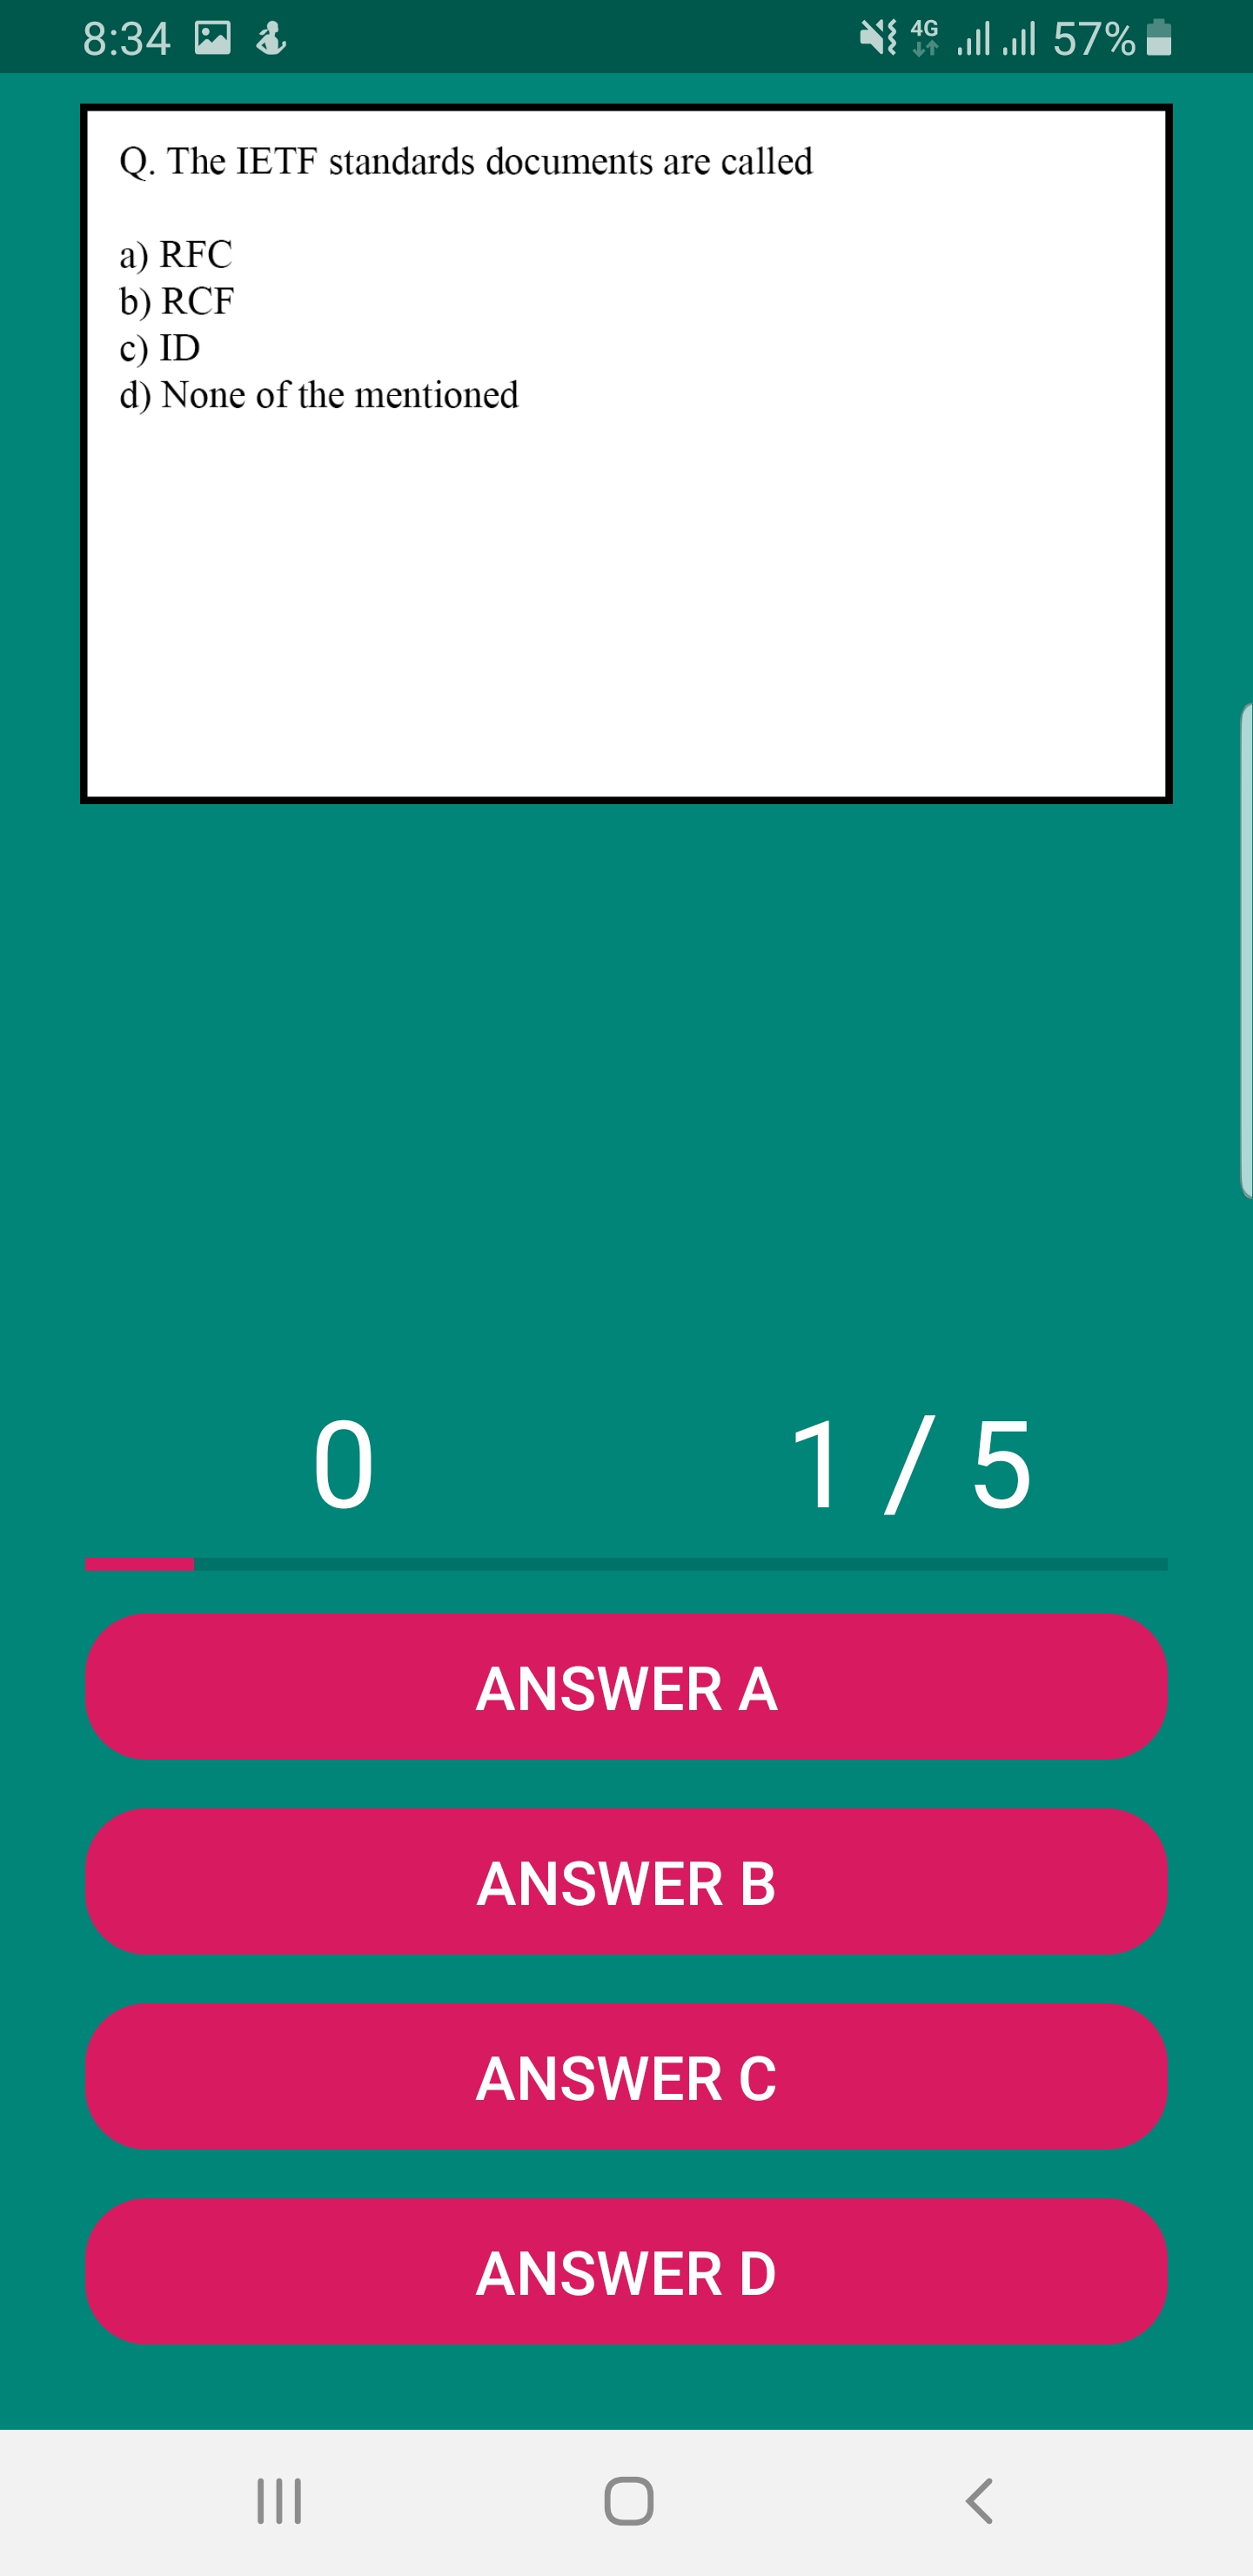 8:34 4G 57%
Q. The IETF standards documents are called
a) RFC
b) RCF
c) ID
d) None of the mentioned
0 1 / 5
ANSWER A
ANSWER B
ANSWER C
ANSWER D